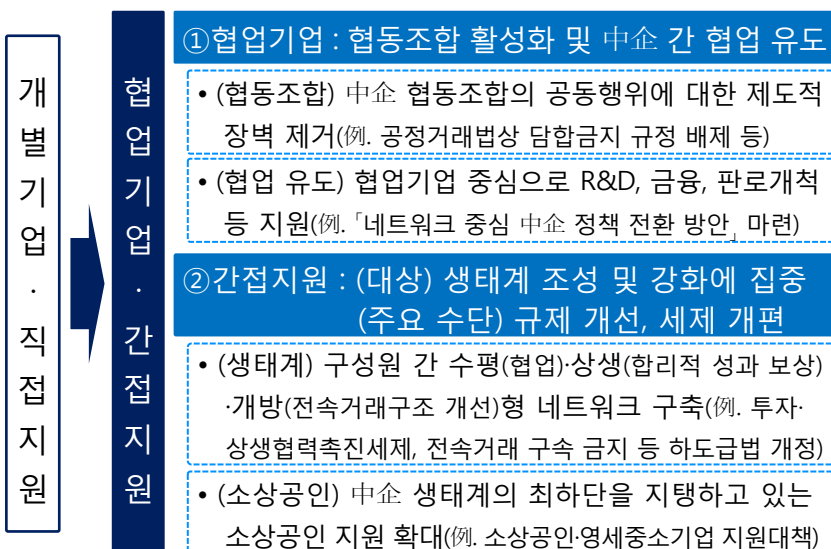 개별기업·직접지원
협업기업·간접지원
①협업기업 : 협동조합 활성화 및 中企 간 협업 유도
• (협동조합) 中企 협동조합의 공동행위에 대한 제도적
장벽 제거(例. 공정거래법상 담합금지 규정 배제 등)
• (협업 유도) 협업기업 중심으로 R&D, 금융, 판로개척
등 지원(例.「네트워크 중심 中企 정책 전환 방안」 마련)
②간접지원 : (대상) 생태계 조성 및 강화에 집중
(주요 수단) 규제 개선, 세제 개편
• (생태계) 구성원 간 수평(협업)·상생(합리적 성과 보상)
·개방(전속거래구조 개선)형 네트워크 구축(例. 투자·
상생협력촉진세제, 전속거래 구속 금지 등 하도급법 개정)
• (소상공인) 中企 생태계의 최하단을 지탱하고 있는
소상공인 지원 확대(例. 소상공인·영세중소기업 지원대책)